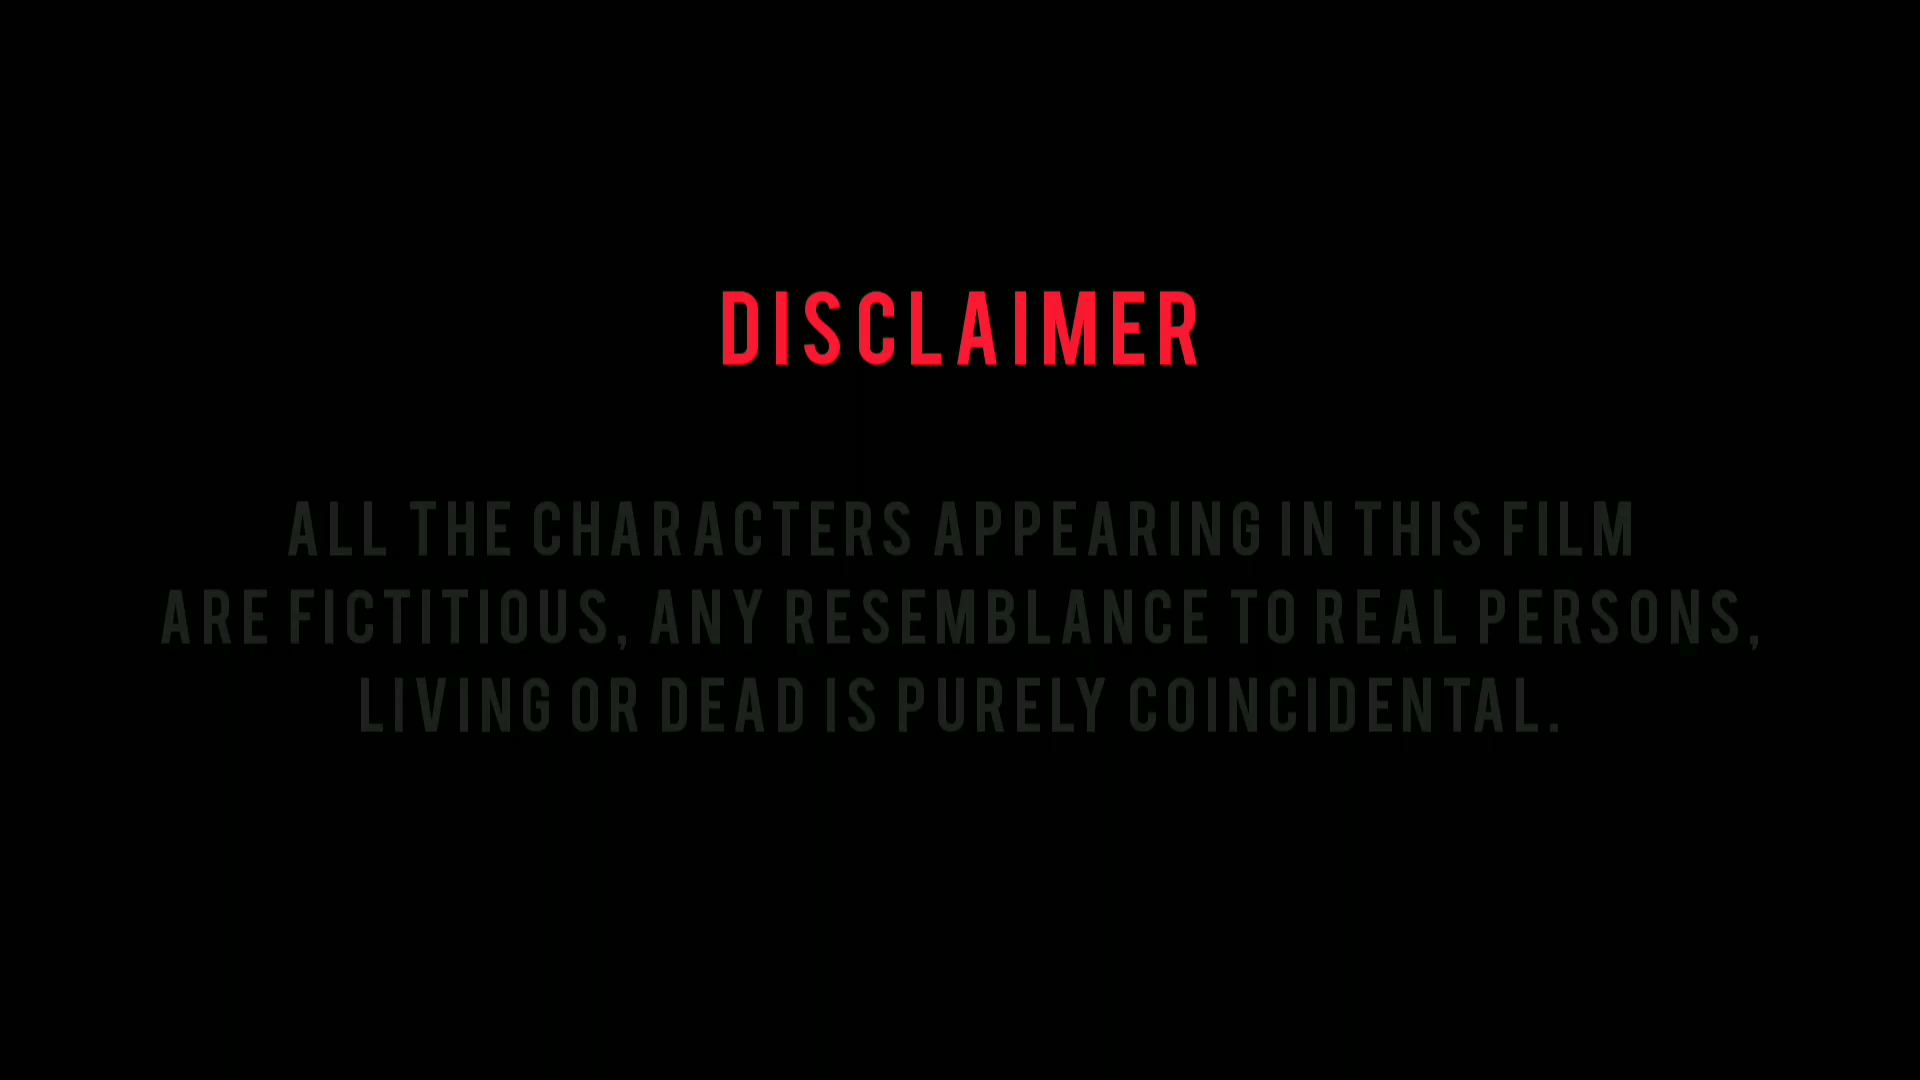 DISCLAIMER
ALL THE CHARACTERS APPEARING IN THIS FILM
ARE FICTITIOUS, ANY RESEMBLANCE TO REAL PERSONS,
LIVING OR DEAD IS PURELY COINCIDENTAL.